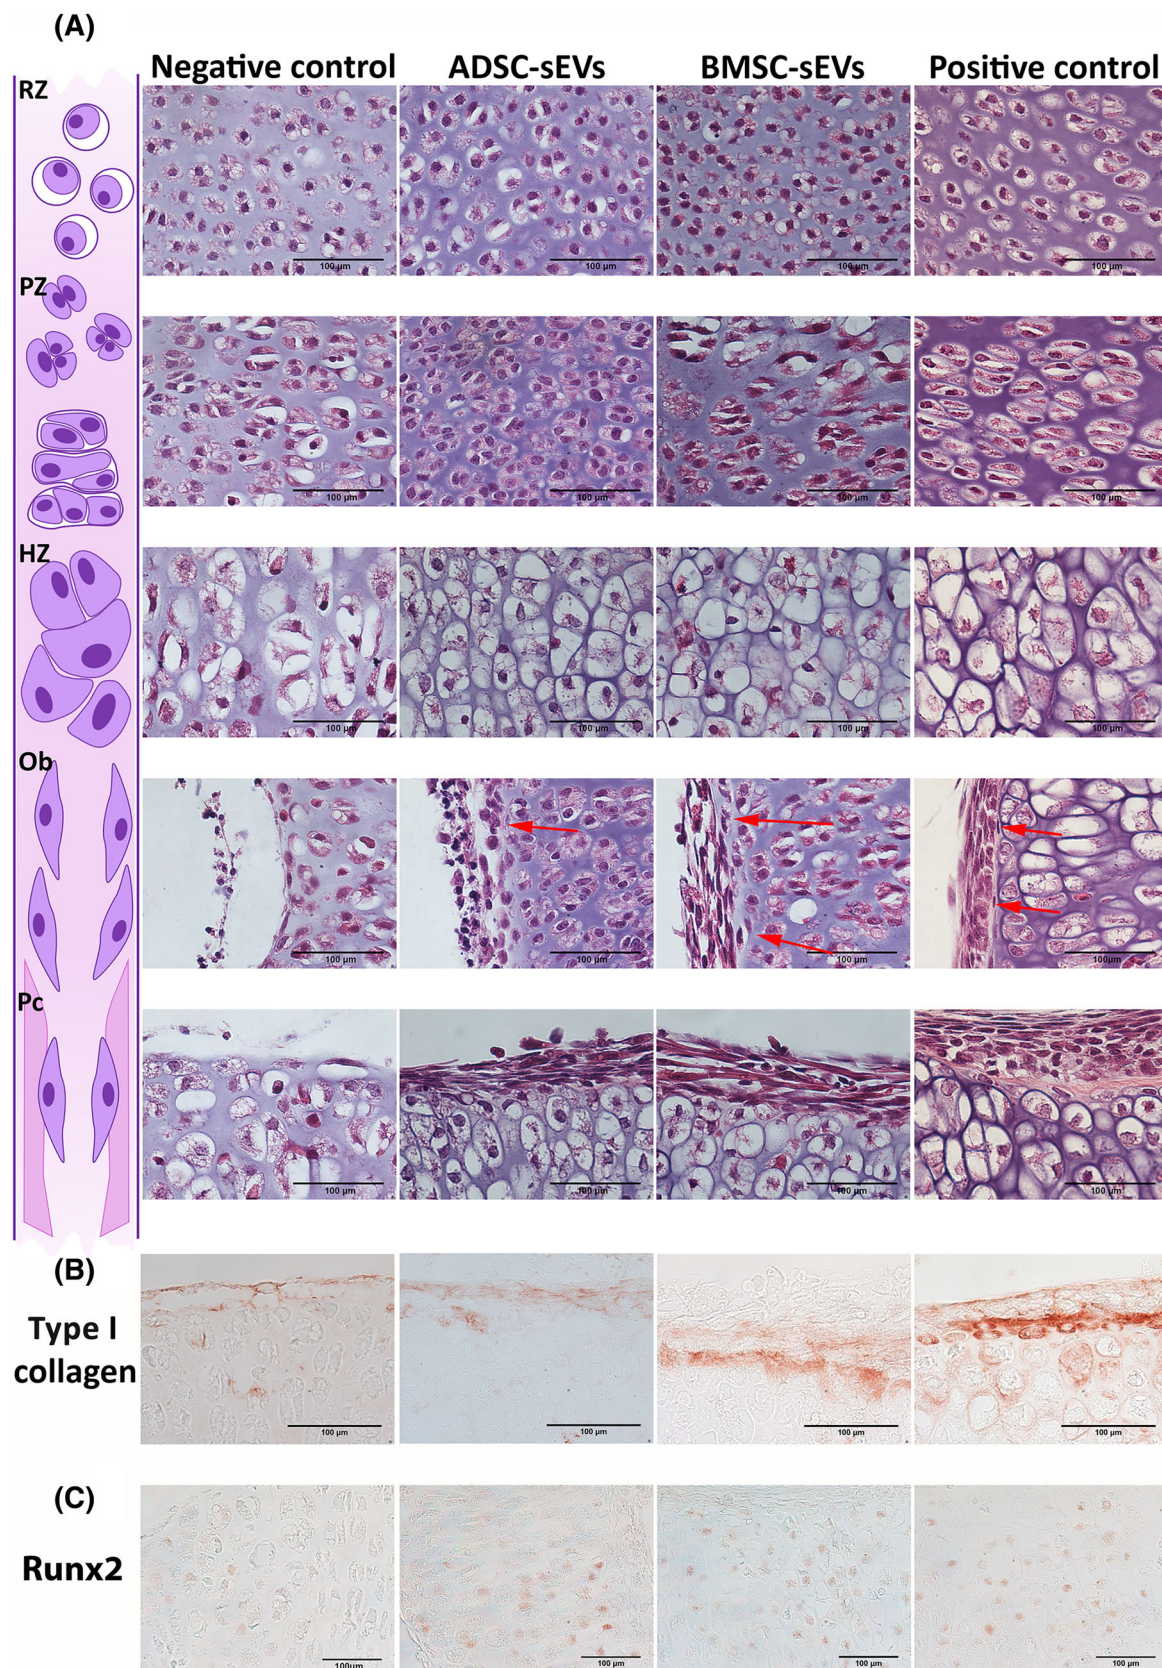 (A)
Negative control ADSC-sEVs BMSC-sEVs Positive control
RZ
100 µm 100 µm 100 µm 100 µm
PZ
100 µm 100 µm 100 µm 100 µm
HZ
100 µm 100 µm 100 µm 100 µm
Ob
100 µm 100 µm 100µm 100 µm
Pc
100 µm 100 µm 100 µm 100 µm
(B)
Type I
collagen
100 µm 100 µm 100 µm 100 µm
(C)
Runx2
100µm 100 µm 100 µm 100 µm